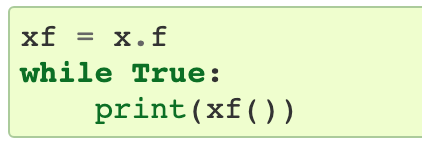 xf = x.f
while True:
    print(xf())